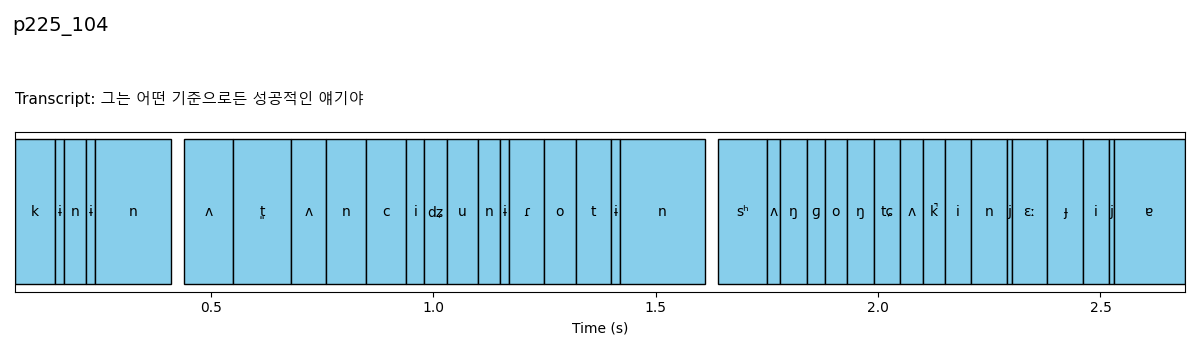 p225_104
Transcript: 그는 어떤 기준으로든 성공적인 얘기야
k ɨ n ɨ n ʌ t͈ ʌ n c i dʑ u n ɨ ɾ o t ɨ n sʰ ʌ ŋ ɡ o ŋ tɕ ʌ k̚ i n j ɛː ɟ i j ɐ
0.5 1.0 1.5 2.0 2.5
Time (s)